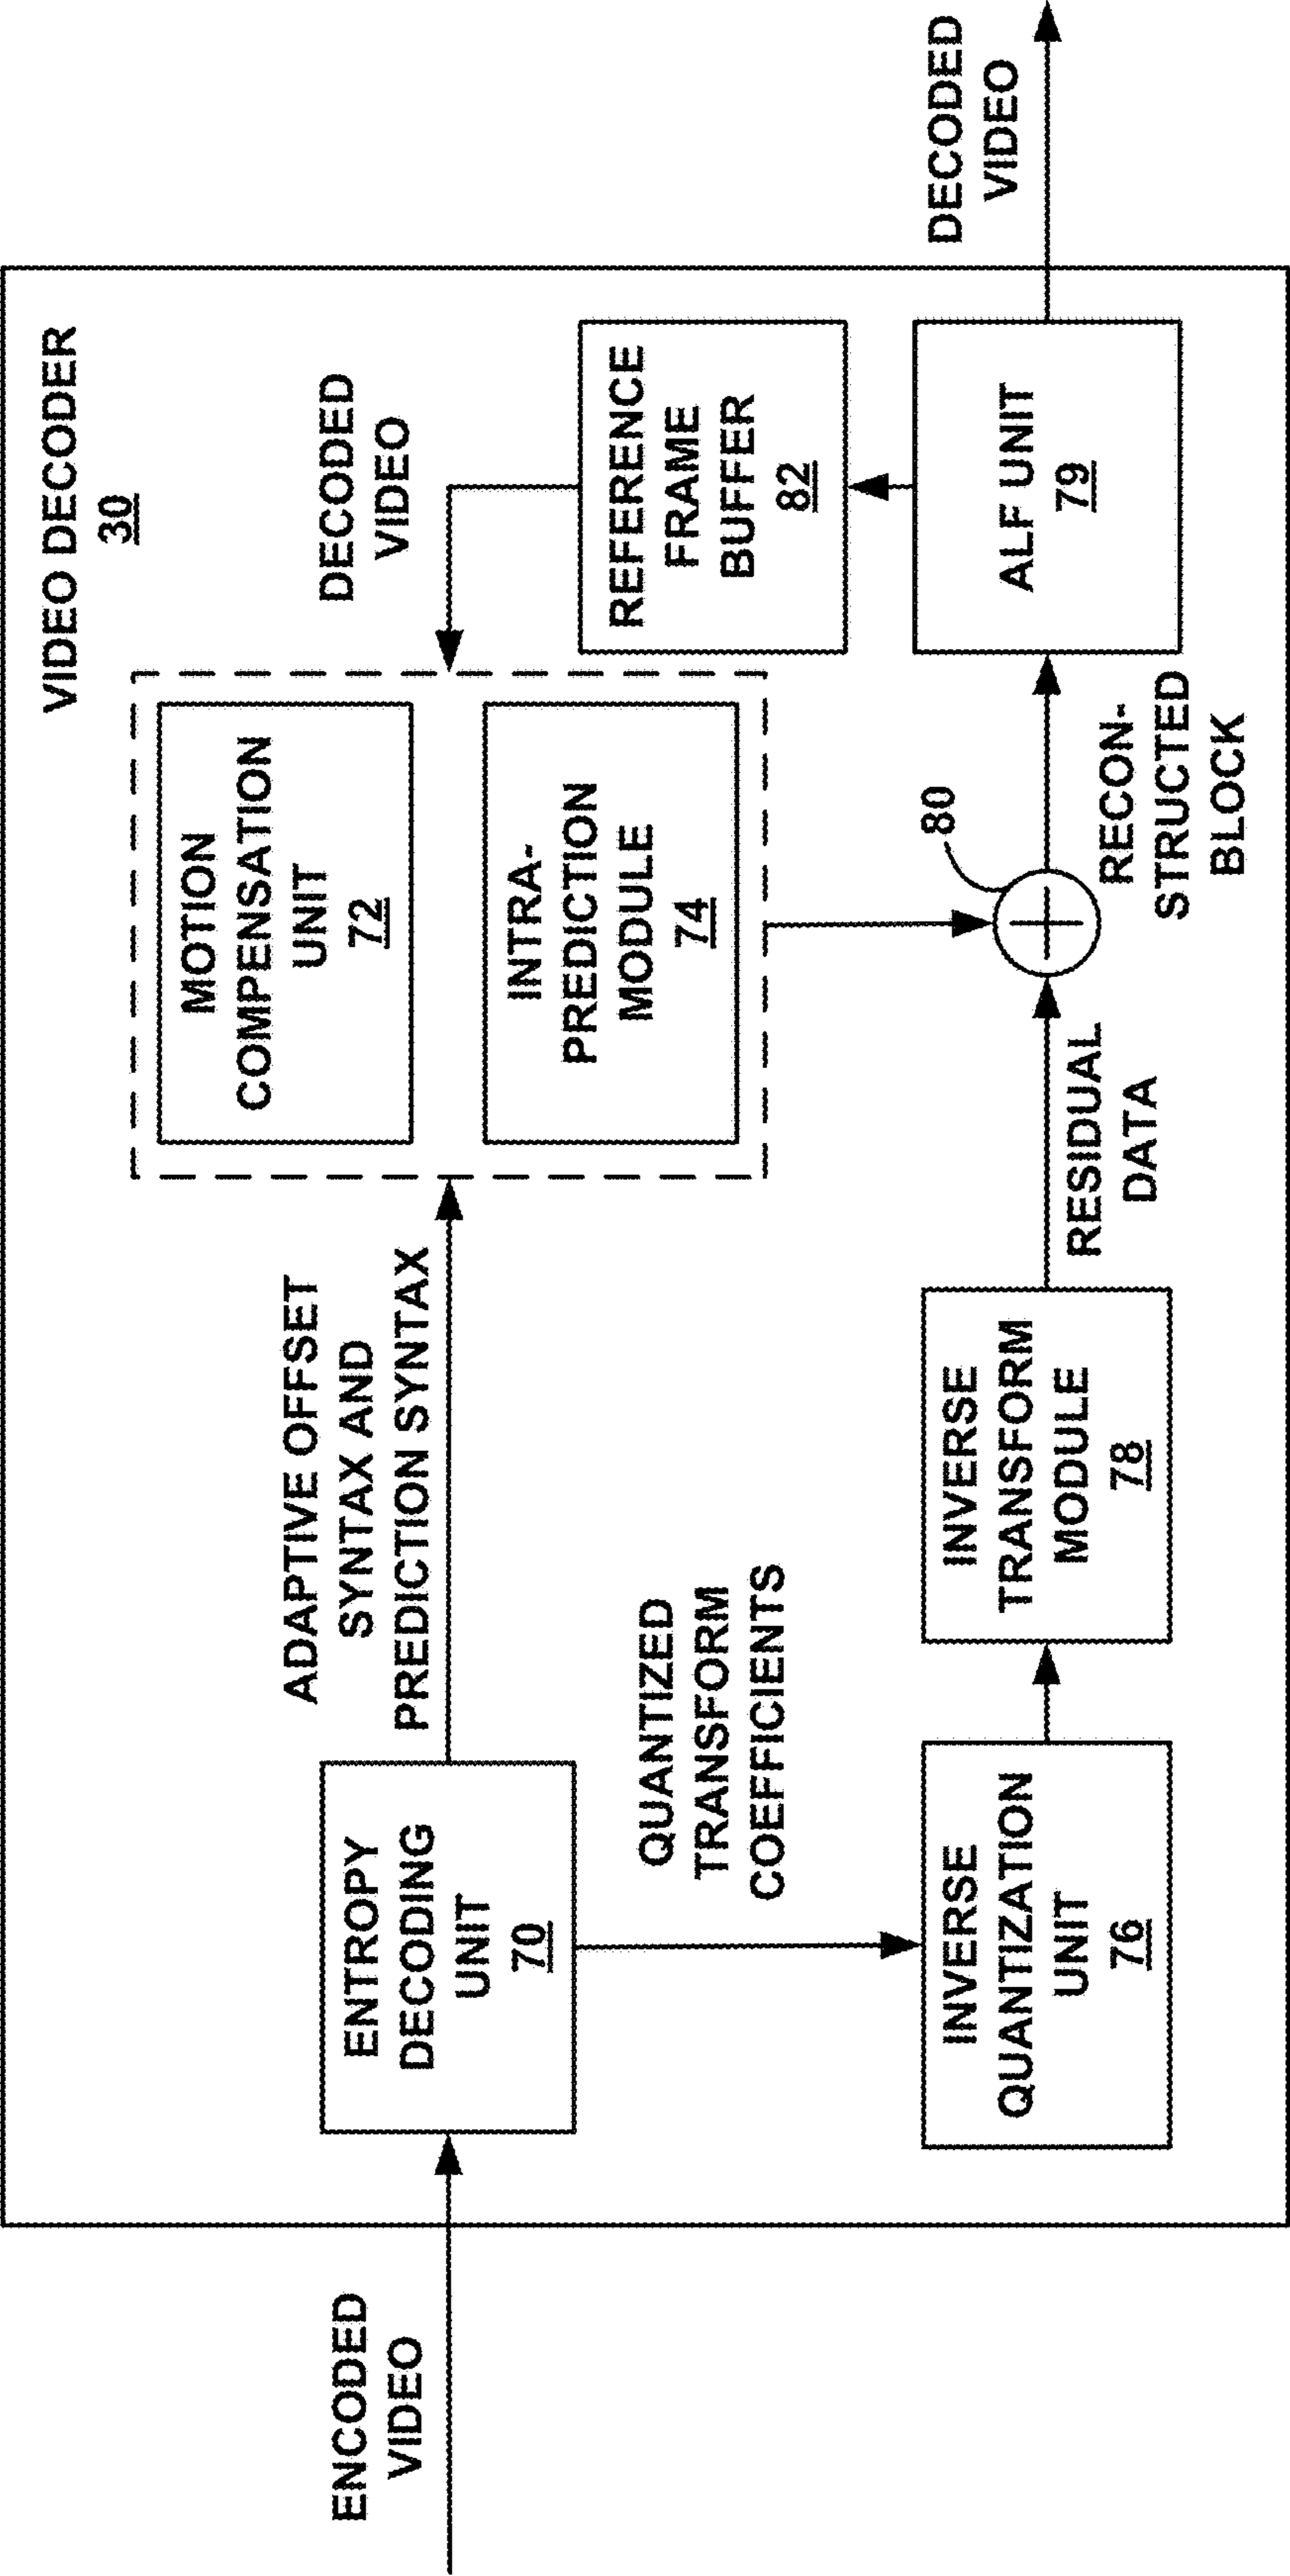 VIDEO DECODER
30
ENCODED
VIDEO
ENTROPY
DECODING
UNIT
70
ADAPTIVE OFFSET
SYNTAX AND
PREDICTION SYNTAX
MOTION
COMPENSATION
UNIT
72
INTRA-
PREDICTION
MODULE
74
DECODED
VIDEO
REFERENCE
FRAME
BUFFER
82
QUANTIZED
TRANSFORM
COEFFICIENTS
INVERSE
QUANTIZATION
UNIT
76
INVERSE
TRANSFORM
MODULE
78
RESIDUAL
DATA
80
RECON-
STRUCTED
BLOCK
ALF UNIT
79
DECODED
VIDEO